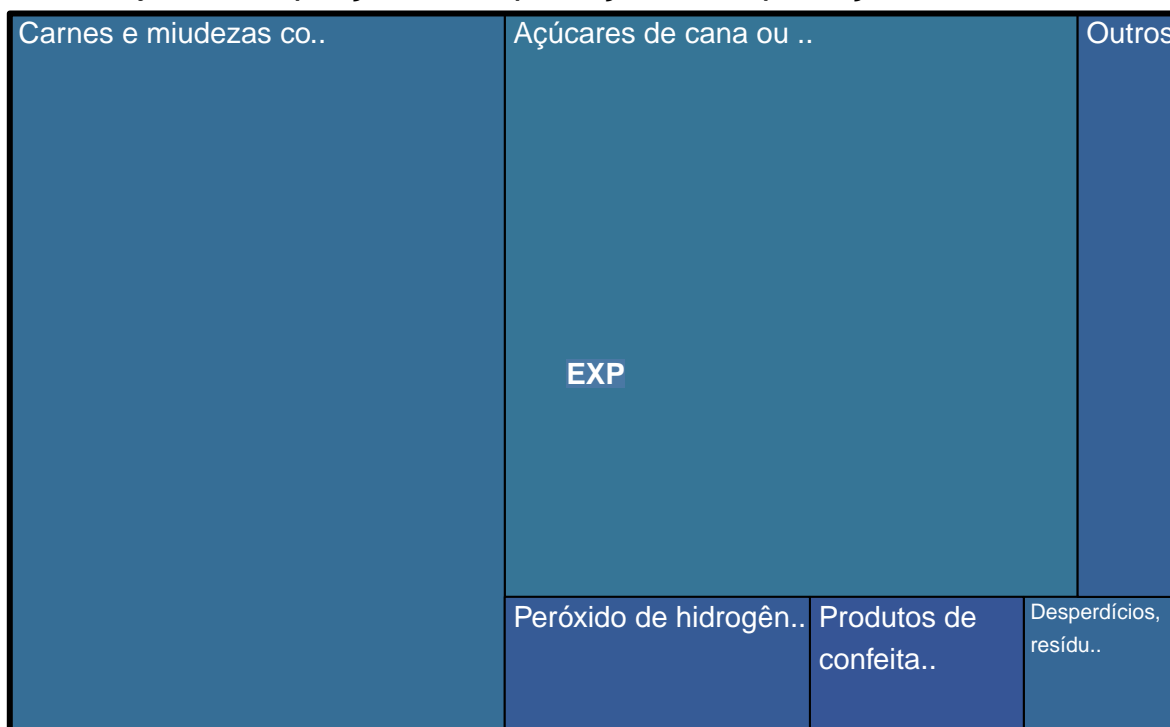 Carnes e miudezas co..
Açúcares de cana ou ..
Outros
EXP
Peróxido de hidrogên..
Produtos de
confeita..
Desperdícios,
resídu..